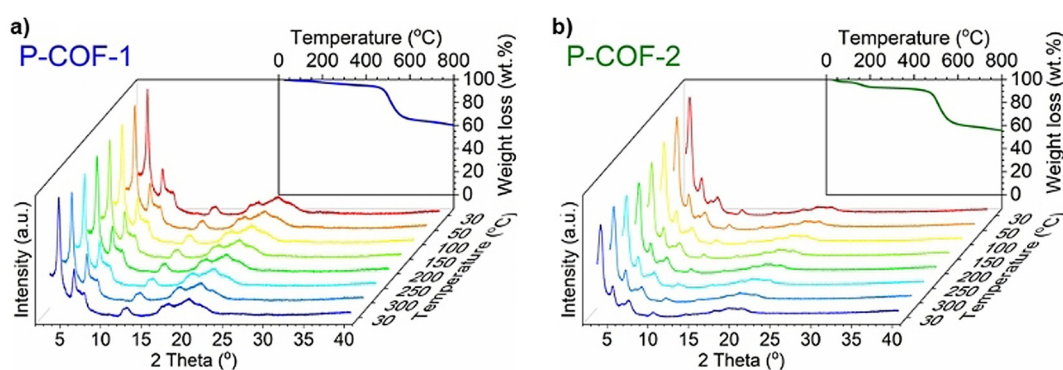 a)
P-COF-1
Temperature (°C)
0 200 400 600 800
100
80
60
40
20
0
Weight loss (wt.%)
Intensity (a.u.)
5 10 15 20 25 30 35 40
2 Theta (°)
30
50
100
150
200
250
300
30
Temperature (°C)
b)
P-COF-2
Temperature (°C)
0 200 400 600 800
100
80
60
40
20
0
Weight loss (wt.%)
Intensity (a.u.)
5 10 15 20 25 30 35 40
2 Theta (°)
30
50
100
150
200
250
300
30
Temperature (°C)